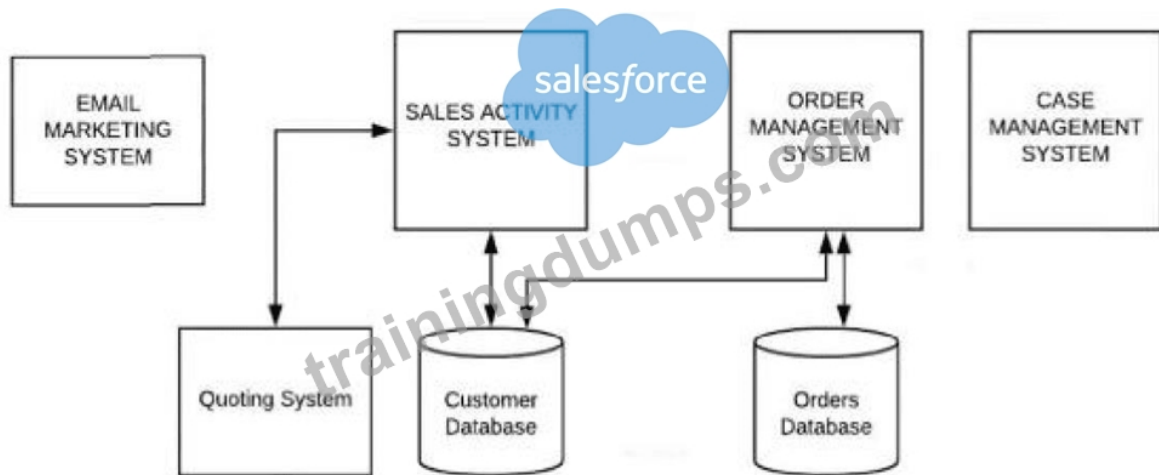 EMAIL
MARKETING
SYSTEM
SALES ACTIVITY
SYSTEM
salesforce
ORDER
MANAGEMENT
SYSTEM
CASE
MANAGEMENT
SYSTEM
trainingdumps.com
Quoting System
Customer
Database
Orders
Database